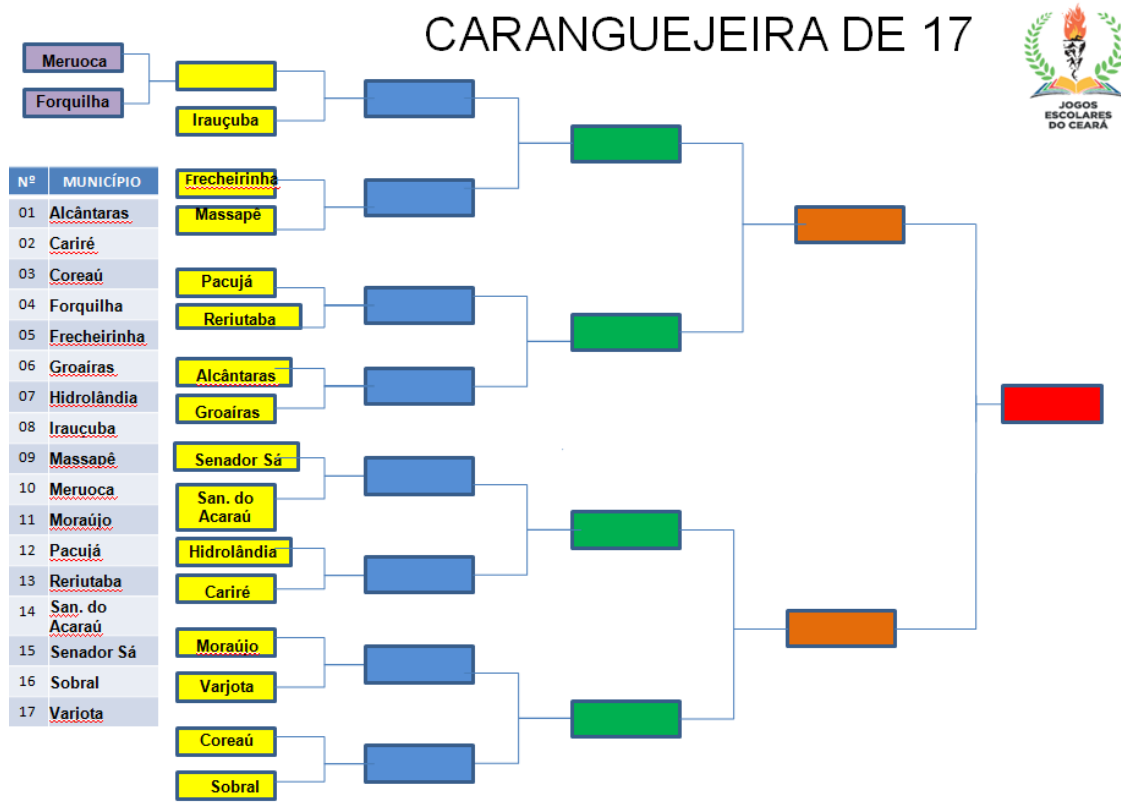 CARANGUEJEIRA DE 17
JOGOS
ESCOLARES
DO CEARÁ
Meruoca
Forquilha
Irauçuba
Frecheirinha
Massapê
Pacujá
Reriutaba
Alcântaras
Groaíras
Senador Sá
San. do
Acaraú
Hidrolândia
Cariré
Moraújo
Varjota
Coreaú
Sobral
Nº MUNICÍPIO
01 Alcântaras
02 Cariré
03 Coreaú
04 Forquilha
05 Frecheirinha
06 Groaíras
07 Hidrolândia
08 Irauçuba
09 Massapê
10 Meruoca
11 Moraújo
12 Pacujá
13 Reriutaba
14 San. do
Acaraú
15 Senador Sá
16 Sobral
17 Varjota